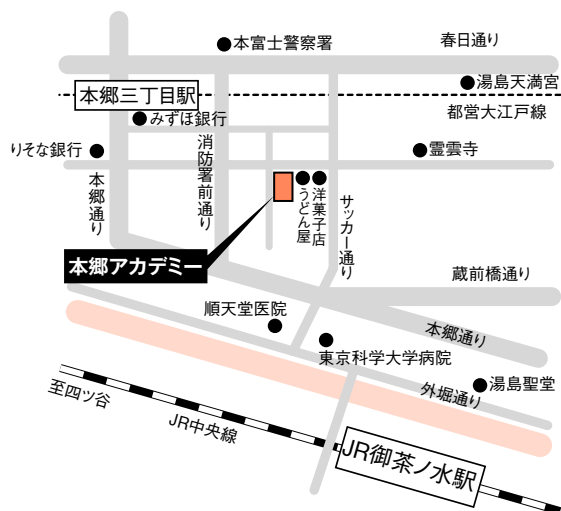 本富士警察署
春日通り
湯島天満宮
本郷三丁目駅
都営大江戸線
みずほ銀行
りそな銀行
霊雲寺
本郷通り
消防署前通り
うどん屋
洋菓子店
サッカー通り
本郷アカデミー
蔵前橋通り
順天堂医院
本郷通り
東京科学大学病院
湯島聖堂
外堀通り
至四ツ谷
JR中央線
JR御茶ノ水駅